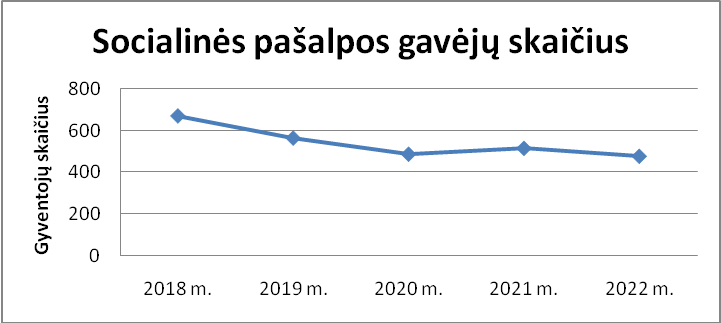 Socialinės pašalpos gavėjų skaičius
Gyventojų skaičius
800
600
400
200
0
2018 m.
2019 m.
2020 m.
2021 m.
2022 m.